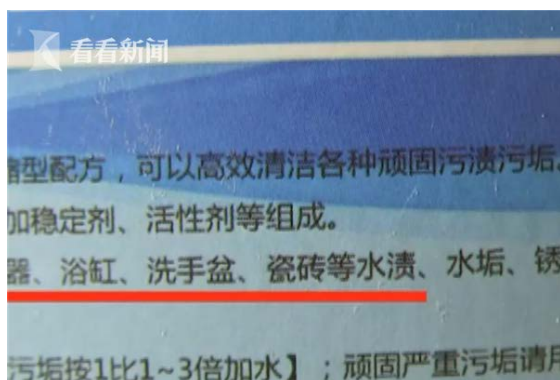 看看新闻
缩型配方，可以高效清洁各种顽固污渍污垢
加稳定剂、活性剂等组成。
器、浴缸、洗手盆、瓷砖等水渍、水垢、锈
污垢按1比1~3倍加水】；顽固严重污垢请用